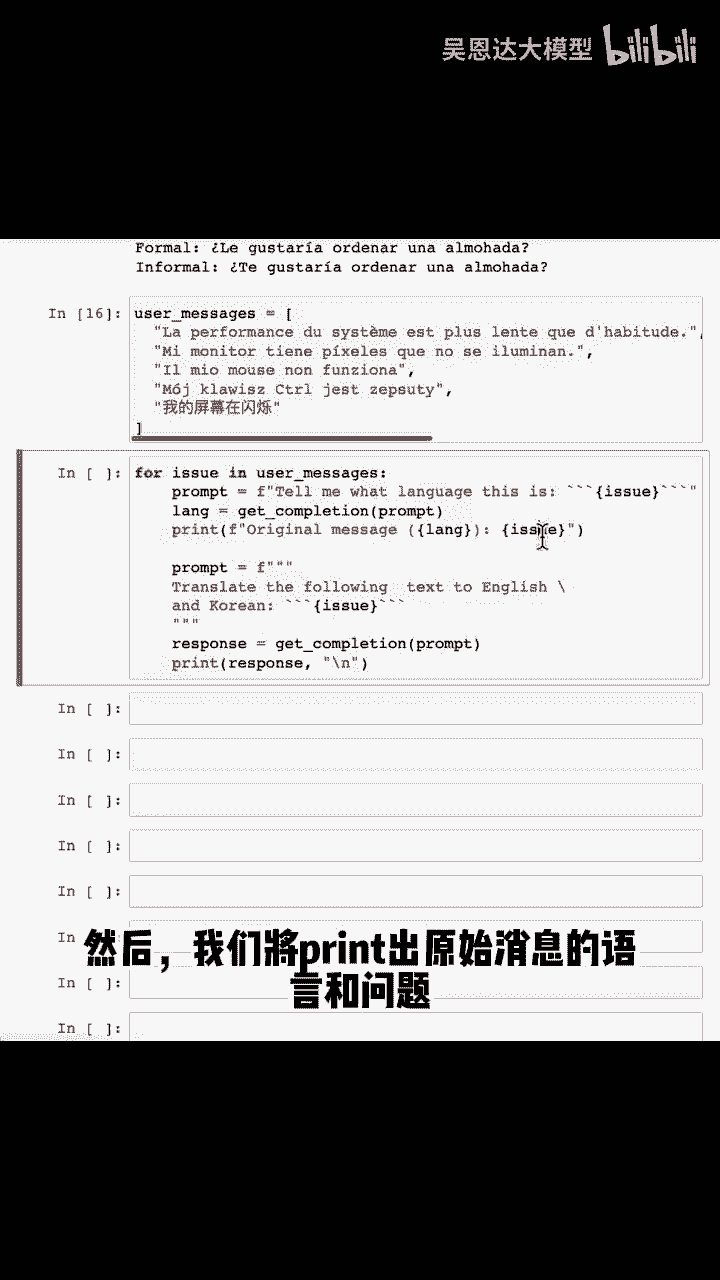 吴恩达大模型 bilibili
Formal: ¿Le gustaría ordenar una almohada?
Informal: ¿Te gustaría ordenar una almohada?
In [16]: user_messages = [
"La performance du système est plus lente que d'habitude.",
"Mi monitor tiene píxeles que no se iluminan.",
"Il mio mouse non funziona",
"Mój klawisz Ctrl jest zepsuty",
"我的屏幕在闪烁"
]
In [ ]: for issue in user_messages:
prompt = f"Tell me what language this is: ```{issue}```"
lang = get_completion(prompt)
print(f"Original message ({lang}): {issue}")
prompt = f"""
Translate the following  text to English \
and Korean: ```{issue}```
"""
response = get_completion(prompt)
print(response, "\n")
In [ ]:
In [ ]:
In [ ]:
In [ ]:
In [ ]:
In [ ]:
然后，我们將print出原始消息的语
In [ ]:
言和问题
In [ ]: